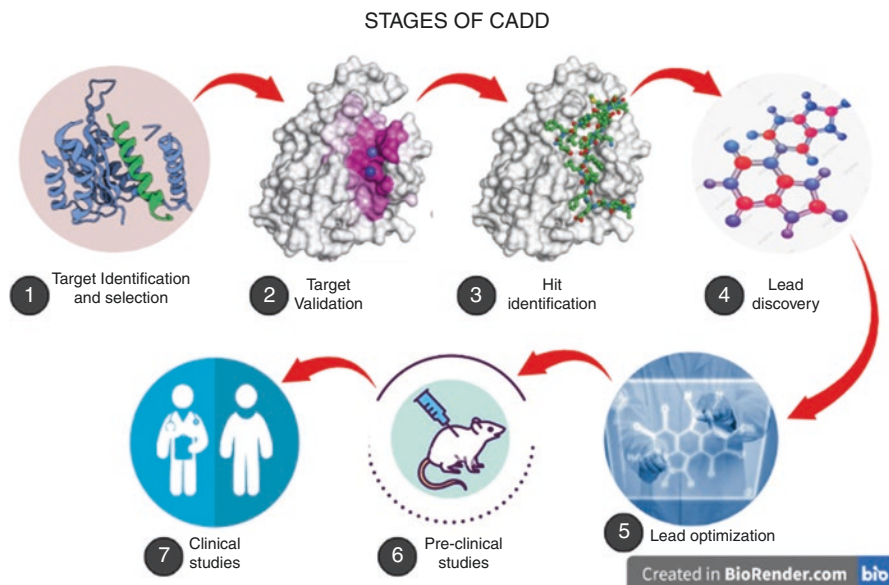 STAGES OF CADD
1
Target Identification
and selection
2
Target
Validation
3
Hit
identification
4
Lead
discovery
7
Clinical
studies
6
Pre-clinical
studies
5
Lead optimization
Created in BioRender.com
bio